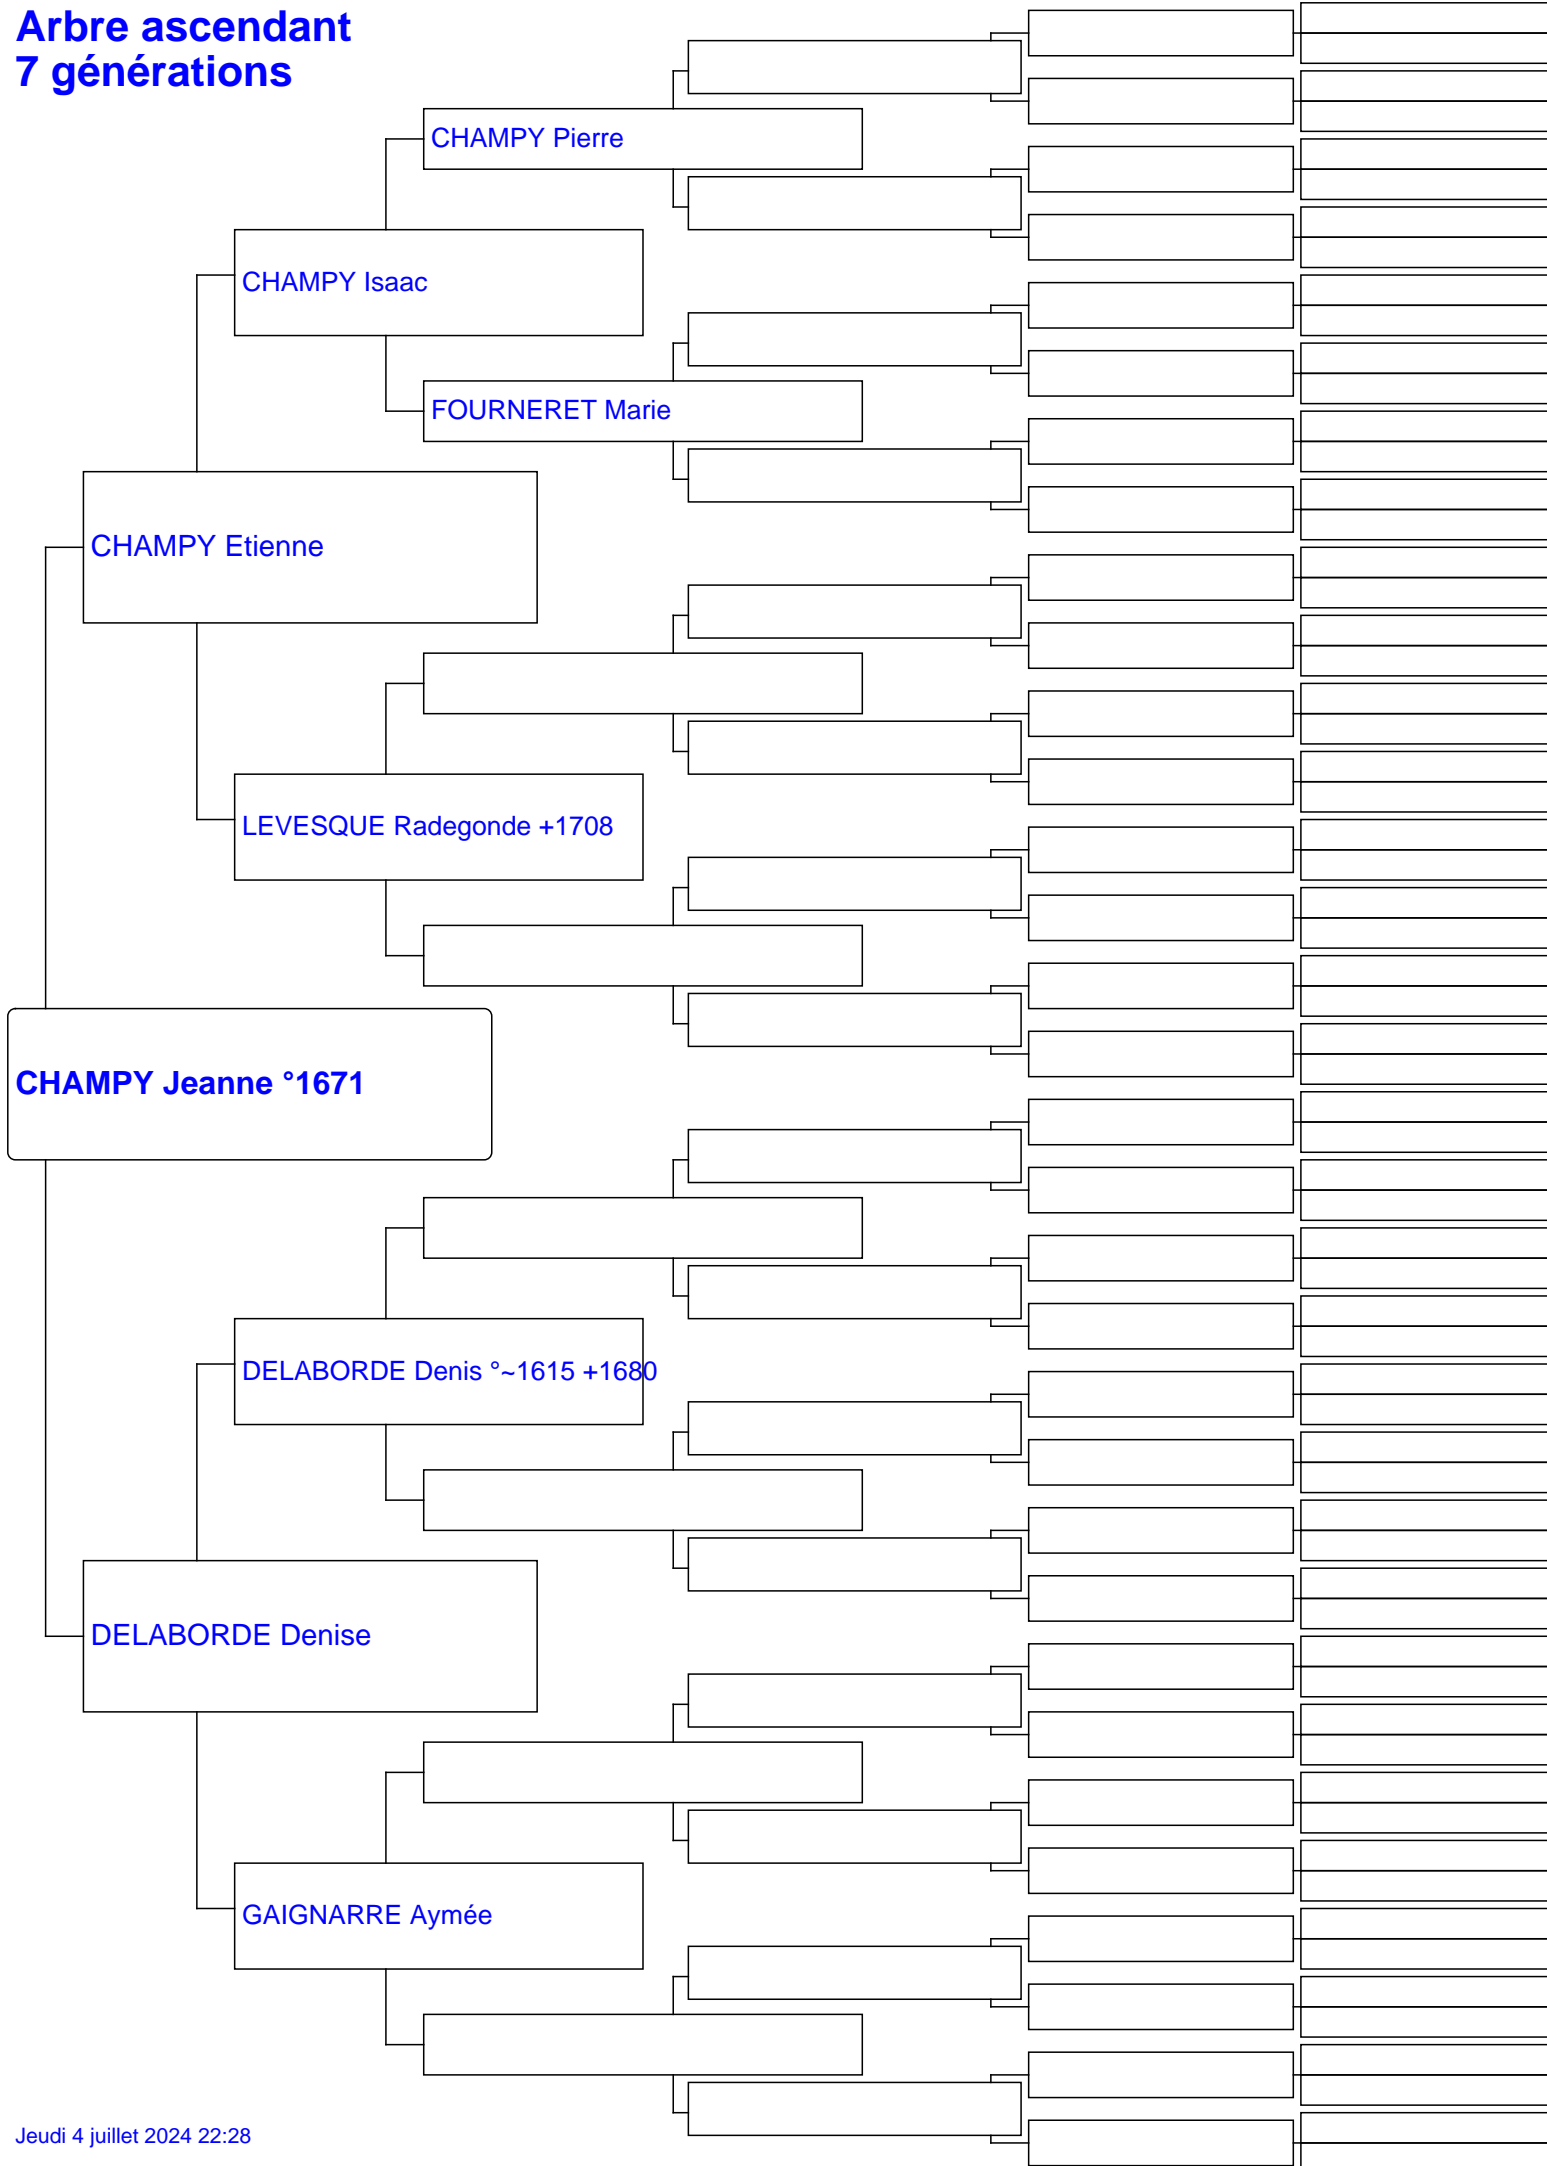 Arbre ascendant
7 générations
CHAMPY Pierre
CHAMPY Isaac
FOURNERET Marie
CHAMPY Etienne
LEVESQUE Radegonde +1708
CHAMPY Jeanne °1671
DELABORDE Denis °~1615 +1680
DELABORDE Denise
GAIGNARRE Aymée
Jeudi 4 juillet 2024 22:28